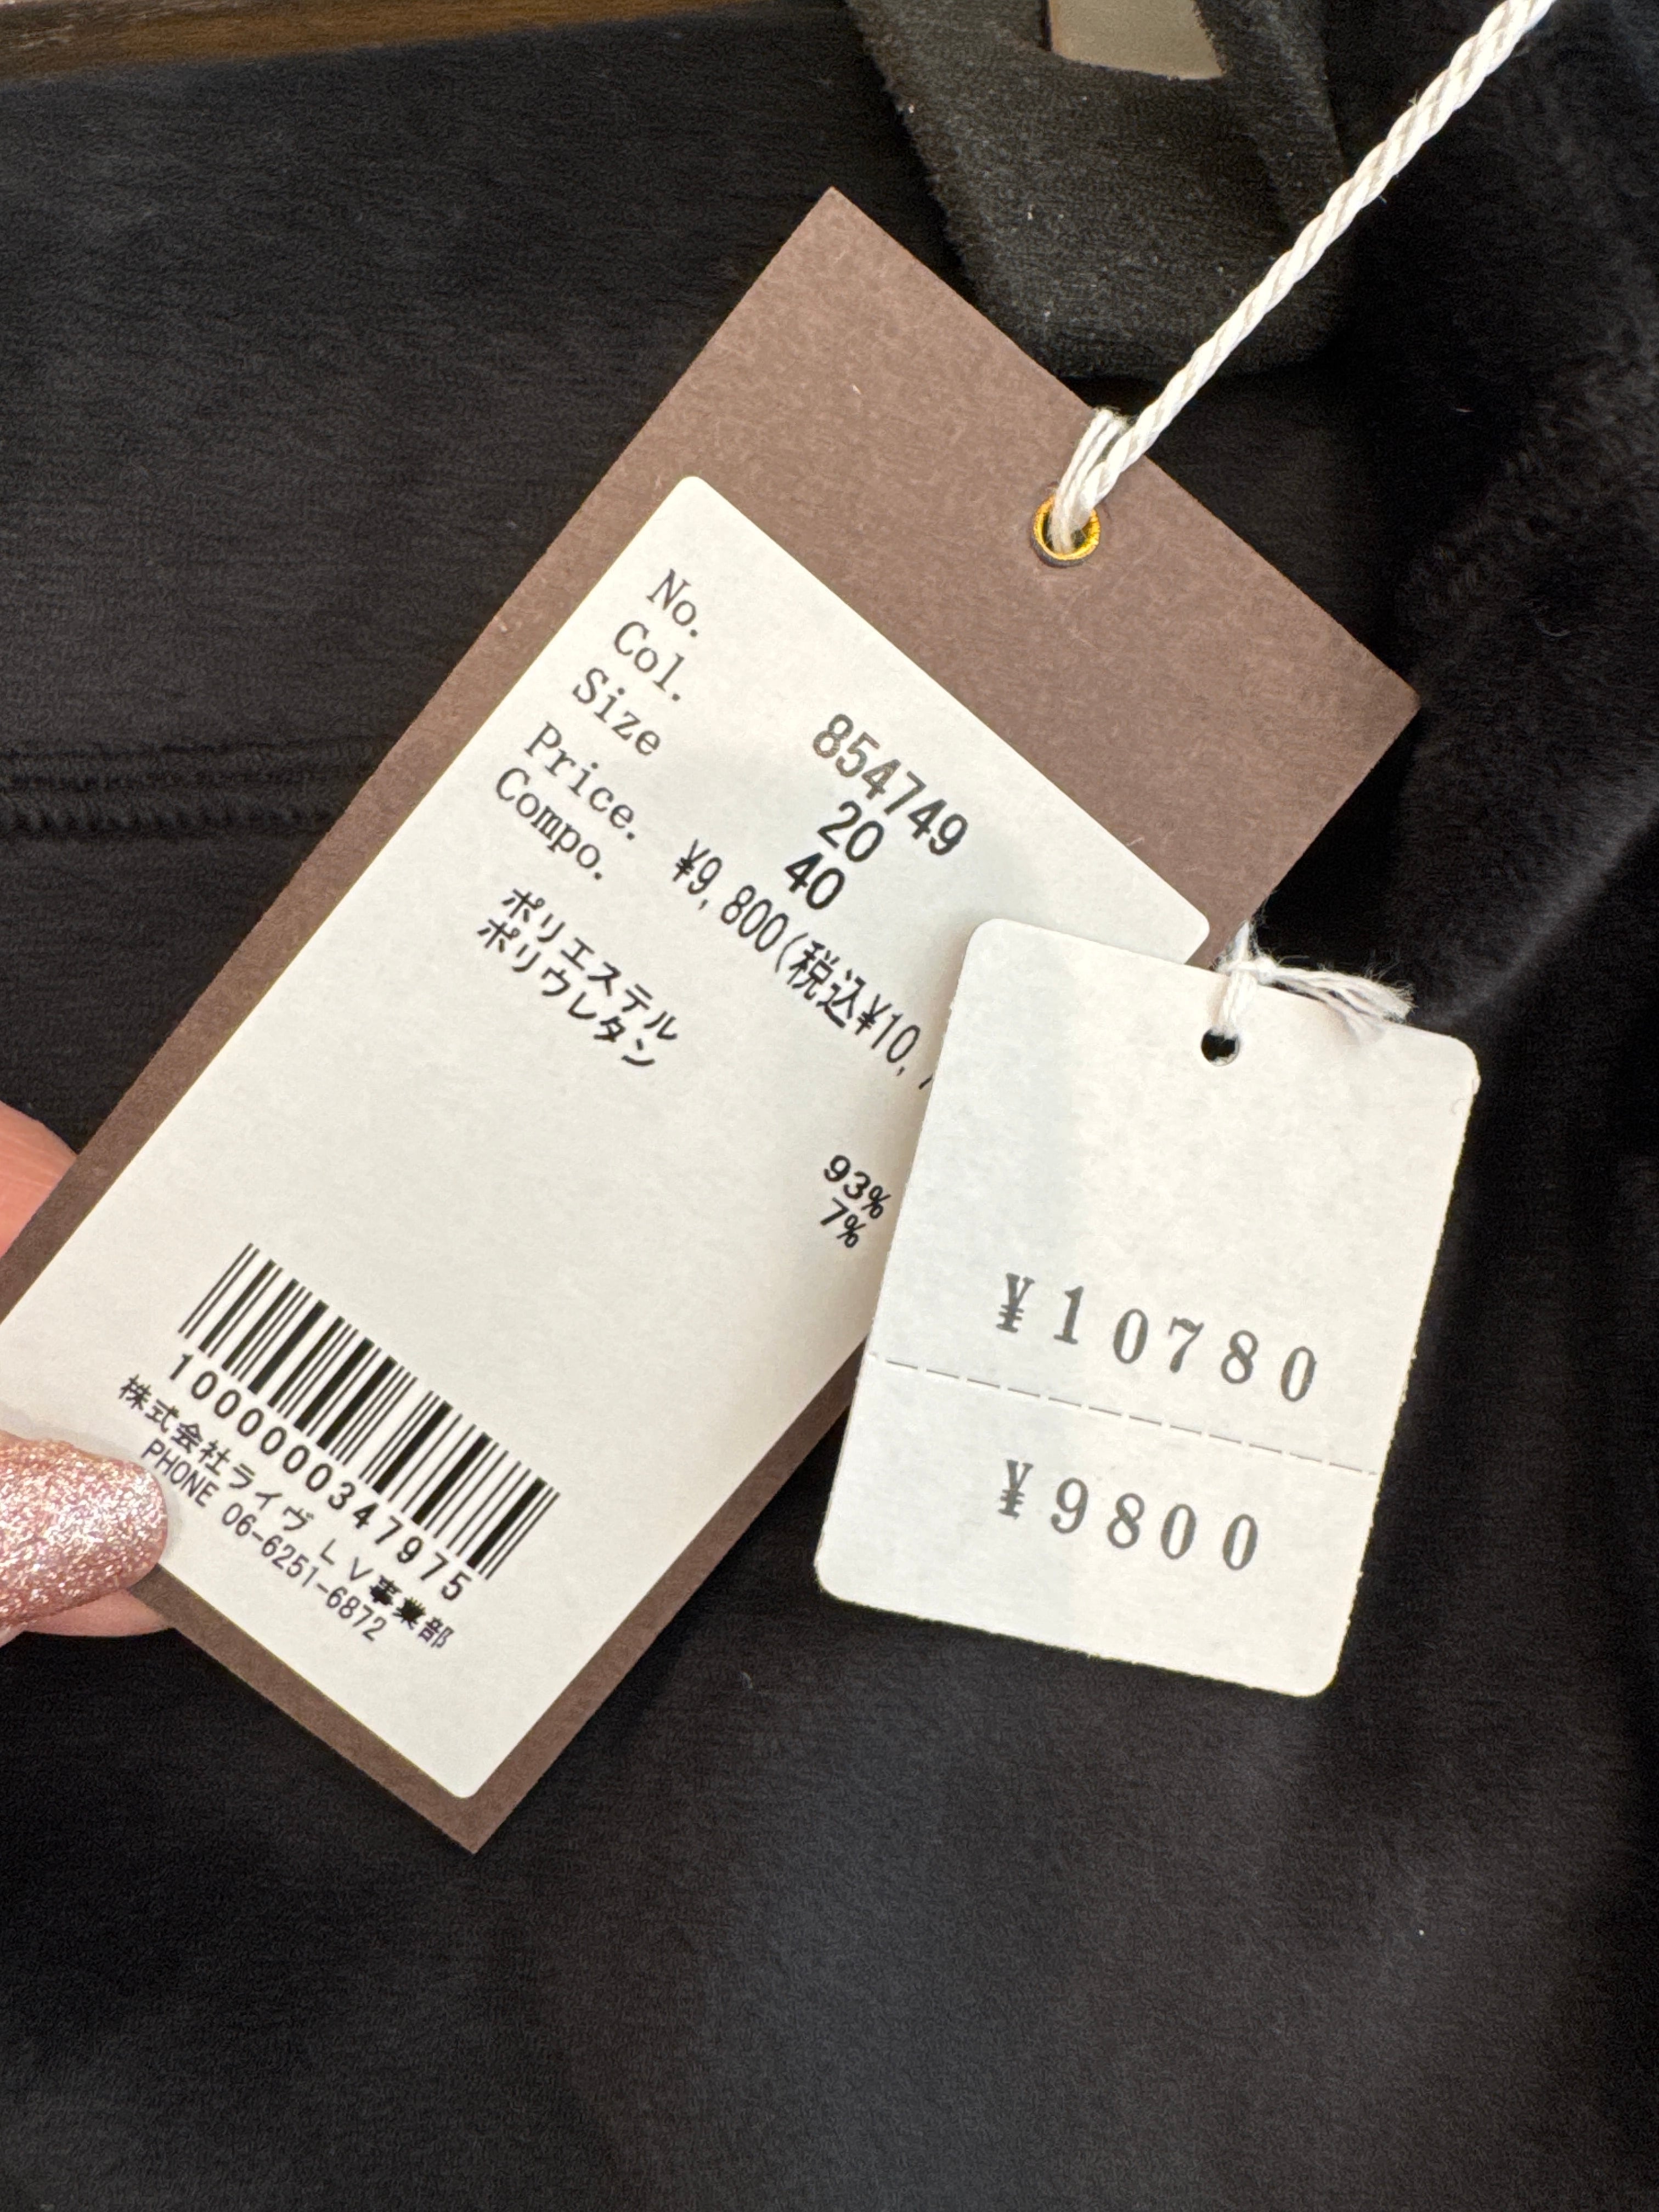 No. 854749
Col. 20
Size 40
Price. ¥9,800(税込¥10,
Compo.
ポリエステル 93%
ポリウレタン 7%
1000000347975
株式会社ライヴ LV事業部
PHONE 06-6251-6872
¥10780
¥9800